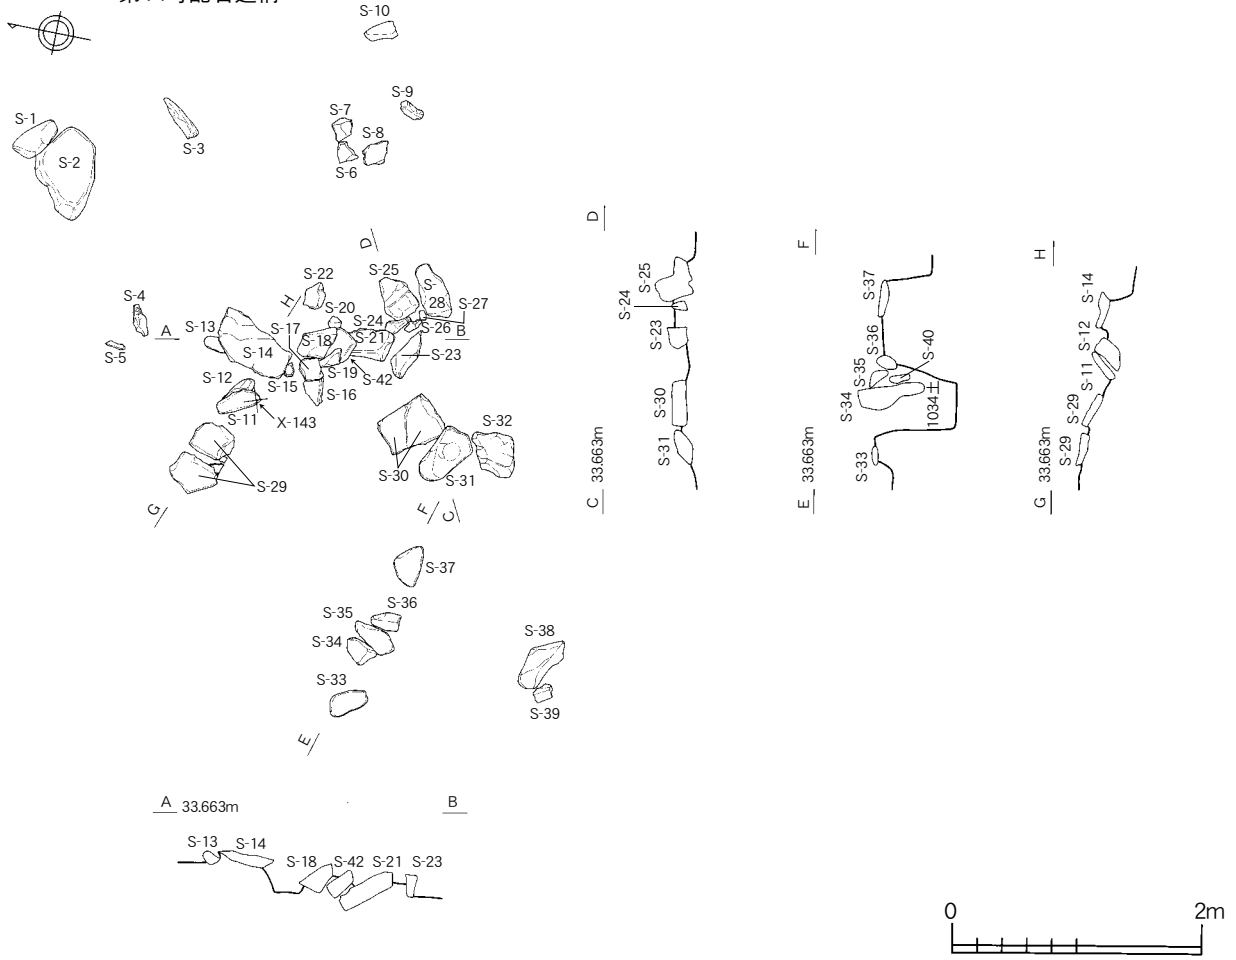 S-10
S-9
S-7
S-8
S-6
S-1
S-2
S-3
D
S-25
S-28
S-27
S-22
H
S-20
S-24
S-26
B
S-4
A
S-13
S-17
S-18
S-21
S-5
S-14
S-23
S-19
S-42
S-12
S-15
S-16
S-11
X-143
S-32
S-30
S-31
S-29
G
F
C
S-37
S-36
S-35
S-34
S-33
E
S-38
S-39
D
S-25
S-24
S-23
S-30
S-31
C 33.663m
F
S-37
S-36
S-40
S-35
S-34
1034土
S-33
E 33.663m
H
S-14
S-12
S-11
S-29
S-29
G 33.663m
A 33.663m
B
S-13
S-14
S-18
S-42
S-21
S-23
0
2m